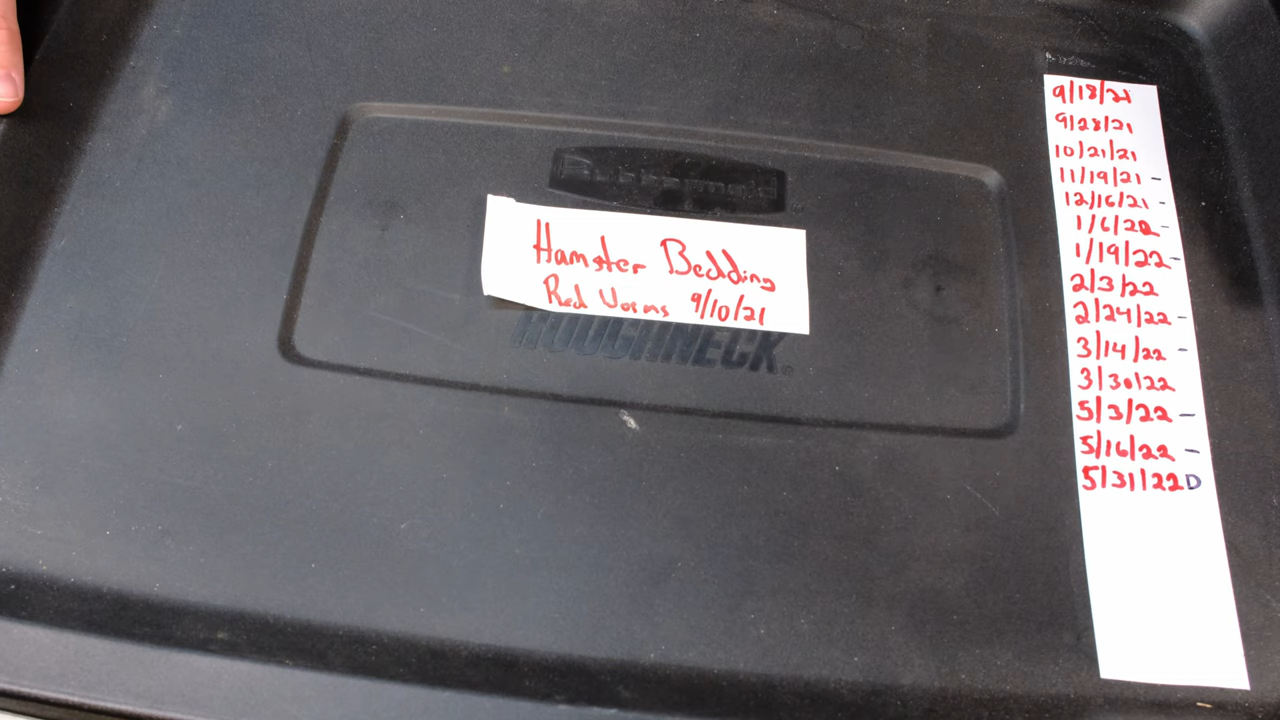 Rubbermaid
Hamster Bedding
Red Worms 9/10/21
ROUGHNECK®
9/18/21
9/28/21
10/21/21
11/19/21 -
12/16/21 -
1/6/22 -
1/19/22 -
2/3/22
2/24/22 -
3/14/22 -
3/30/22
5/3/22 -
5/16/22 -
5/31/22 D